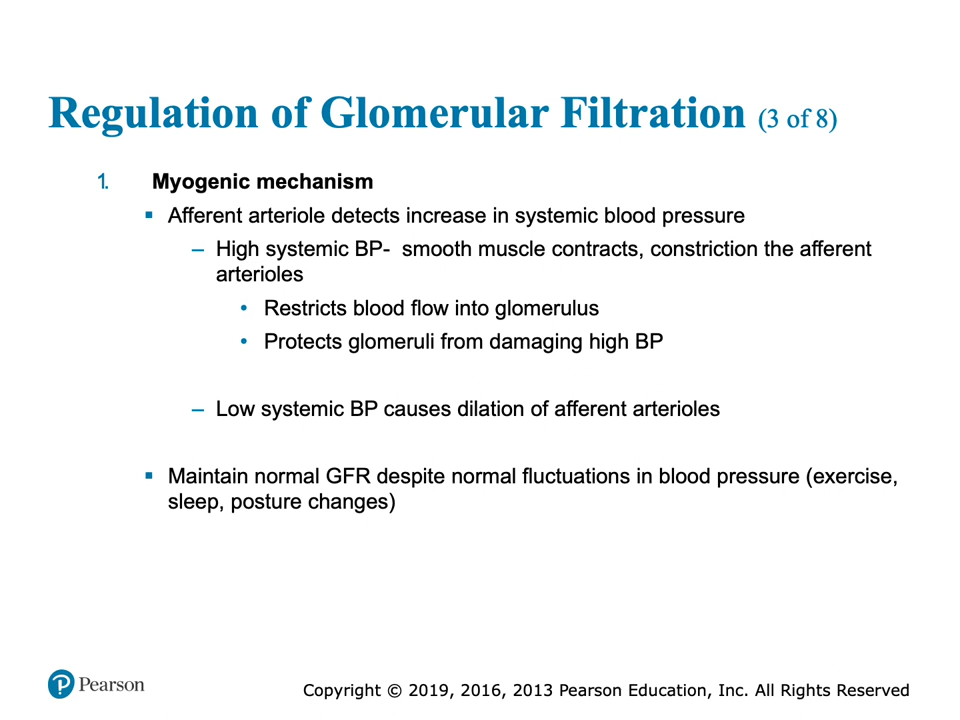 Regulation of Glomerular Filtration (3 of 8)
1. Myogenic mechanism
▪ Afferent arteriole detects increase in systemic blood pressure
– High systemic BP- smooth muscle contracts, constriction the afferent
arterioles
• Restricts blood flow into glomerulus
• Protects glomeruli from damaging high BP
– Low systemic BP causes dilation of afferent arterioles
▪ Maintain normal GFR despite normal fluctuations in blood pressure (exercise,
sleep, posture changes)
Pearson
Copyright © 2019, 2016, 2013 Pearson Education, Inc. All Rights Reserved